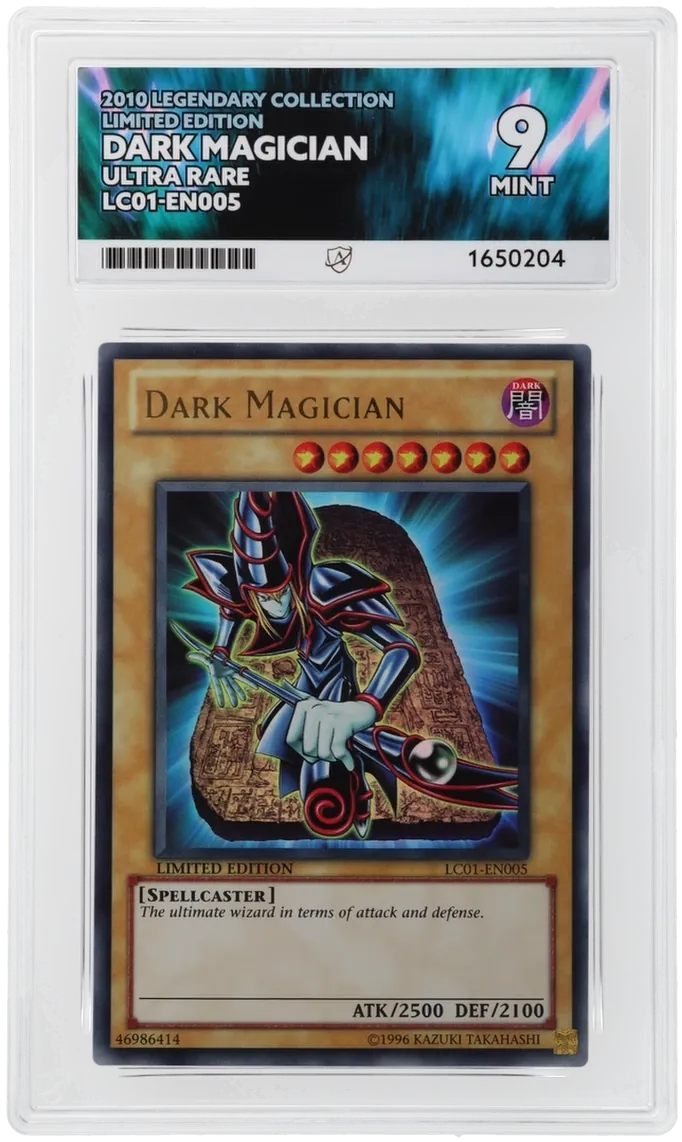 2010 LEGENDARY COLLECTION
LIMITED EDITION
DARK MAGICIAN
ULTRA RARE
LC01-EN005
9
MINT
1650204
DARK MAGICIAN
DARK
闇
LIMITED EDITION
LC01-EN005
[SPELLCASTER]
The ultimate wizard in terms of attack and defense.
ATK/2500 DEF/2100
46986414
©1996 KAZUKI TAKAHASHI